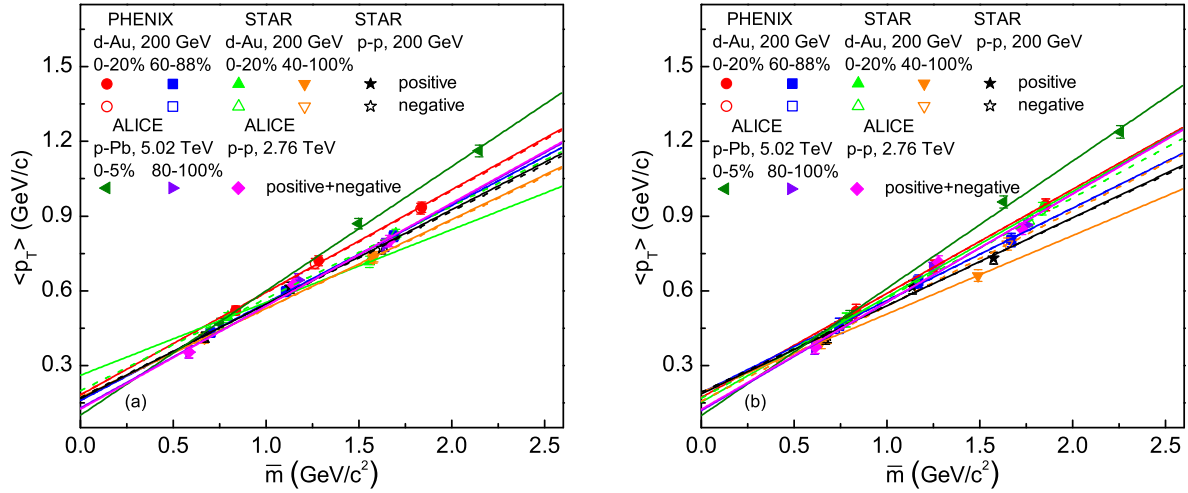 PHENIX STAR STAR
d-Au, 200 GeV d-Au, 200 GeV p-p, 200 GeV
0-20% 60-88% 0-20% 40-100%
positive
negative
ALICE ALICE
p-Pb, 5.02 TeV p-p, 2.76 TeV
0-5% 80-100% positive+negative
1.5
1.2
0.9
0.6
0.3
<p_T> (GeV/c)
(a)
0.0 0.5 1.0 1.5 2.0 2.5
m̅ (GeV/c²)
PHENIX STAR STAR
d-Au, 200 GeV d-Au, 200 GeV p-p, 200 GeV
0-20% 60-88% 0-20% 40-100%
positive
negative
ALICE ALICE
p-Pb, 5.02 TeV p-p, 2.76 TeV
0-5% 80-100% positive+negative
1.5
1.2
0.9
0.6
0.3
<p_T> (GeV/c)
(b)
0.0 0.5 1.0 1.5 2.0 2.5
m̅ (GeV/c²)